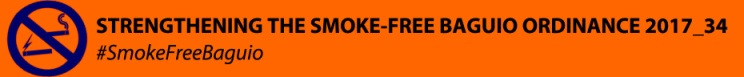 STRENGTHENING THE SMOKE-FREE BAGUIO ORDINANCE 2017_34
#SmokeFreeBaguio